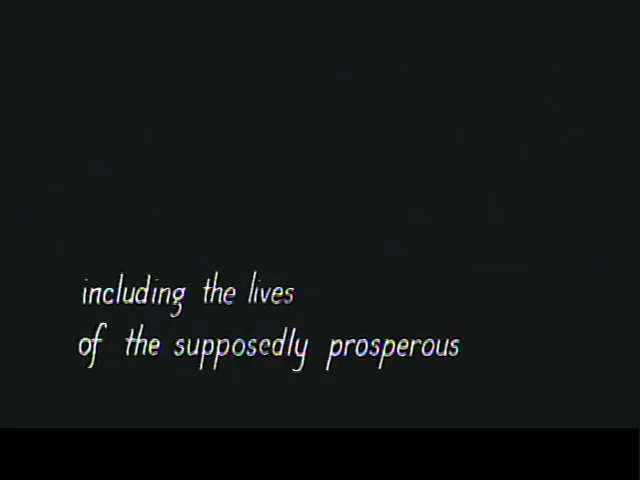 including the lives
of the supposedly prosperous